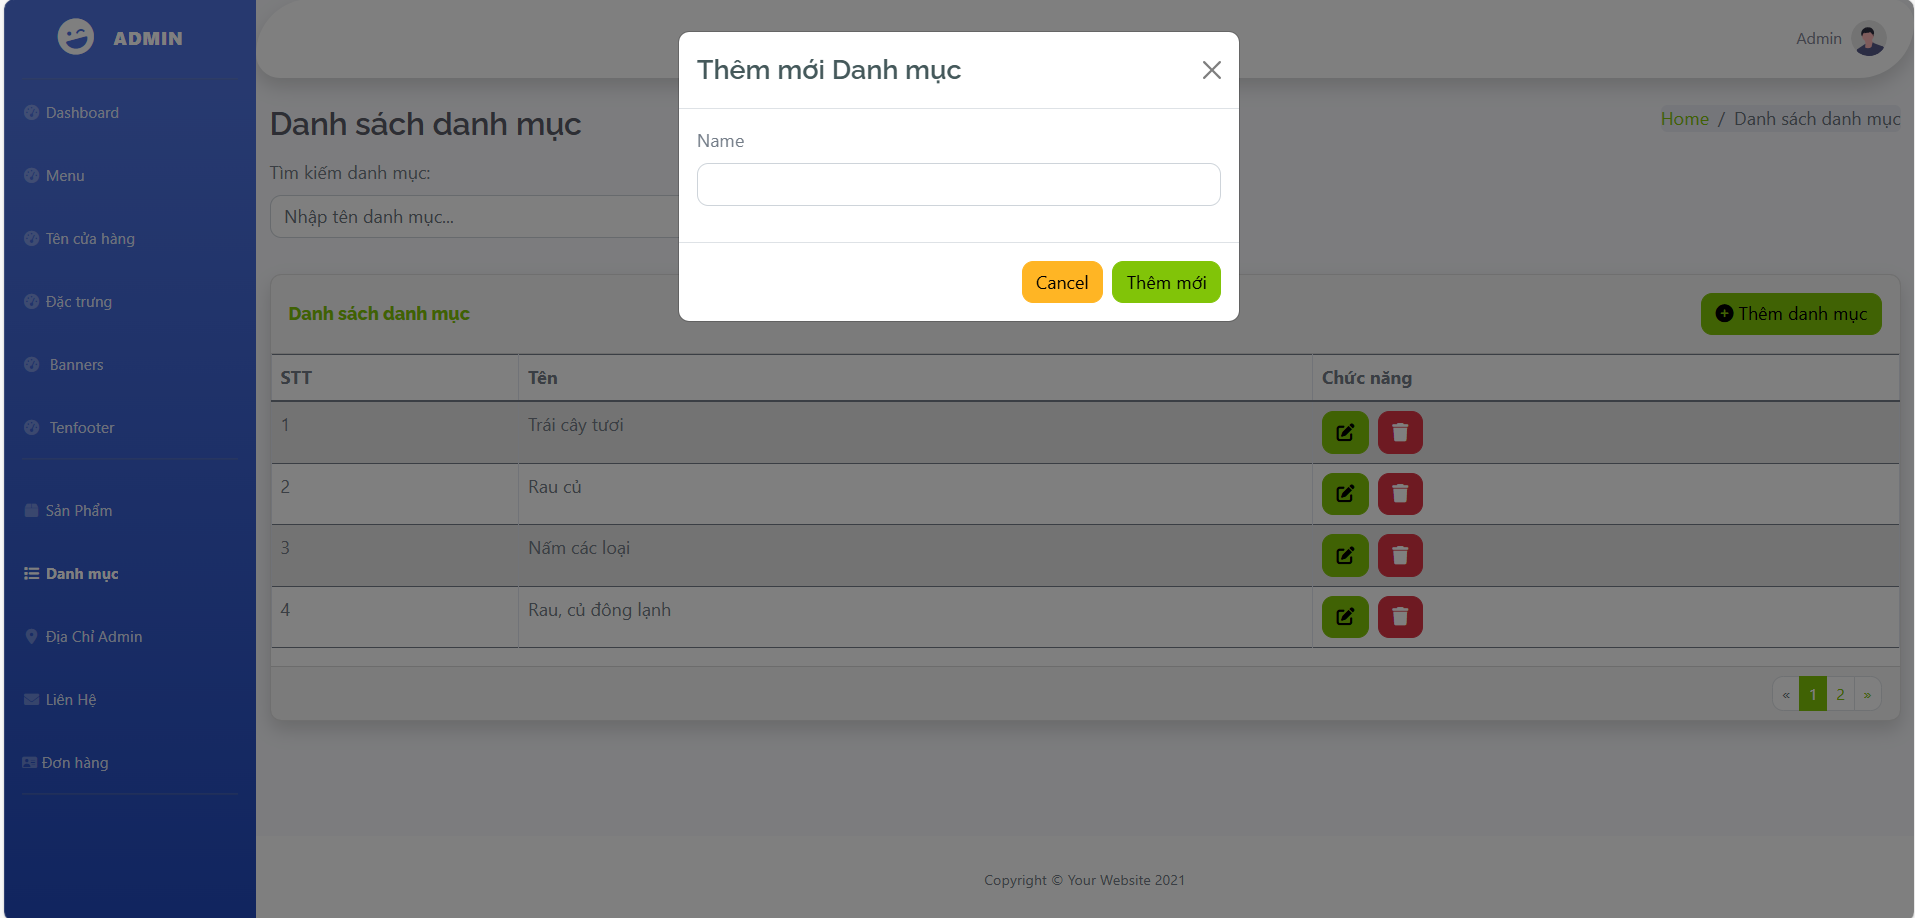 ADMIN
Dashboard
Menu
Tên cửa hàng
Đặc trưng
Banners
Tenfooter
Sản Phẩm
Danh mục
Địa Chỉ Admin
Liên Hệ
Đơn hàng
Admin
Thêm mới Danh mục
Name
Cancel
Thêm mới
Danh sách danh mục
Home / Danh sách danh mục
Tìm kiếm danh mục:
Nhập tên danh mục...
Danh sách danh mục
Thêm danh mục
STT Tên Chức năng
1 Trái cây tươi
2 Rau củ
3 Nấm các loại
4 Rau, củ đông lạnh
« 1 2 »
Copyright © Your Website 2021